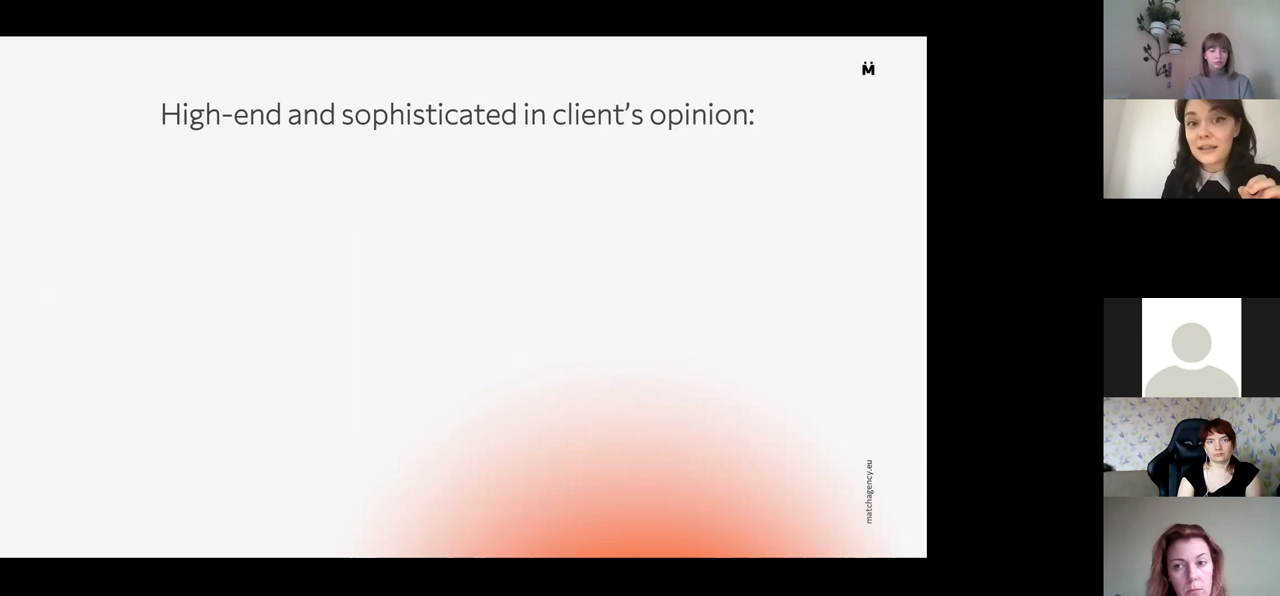 M̈
High-end and sophisticated in client’s opinion:
matchagency.eu